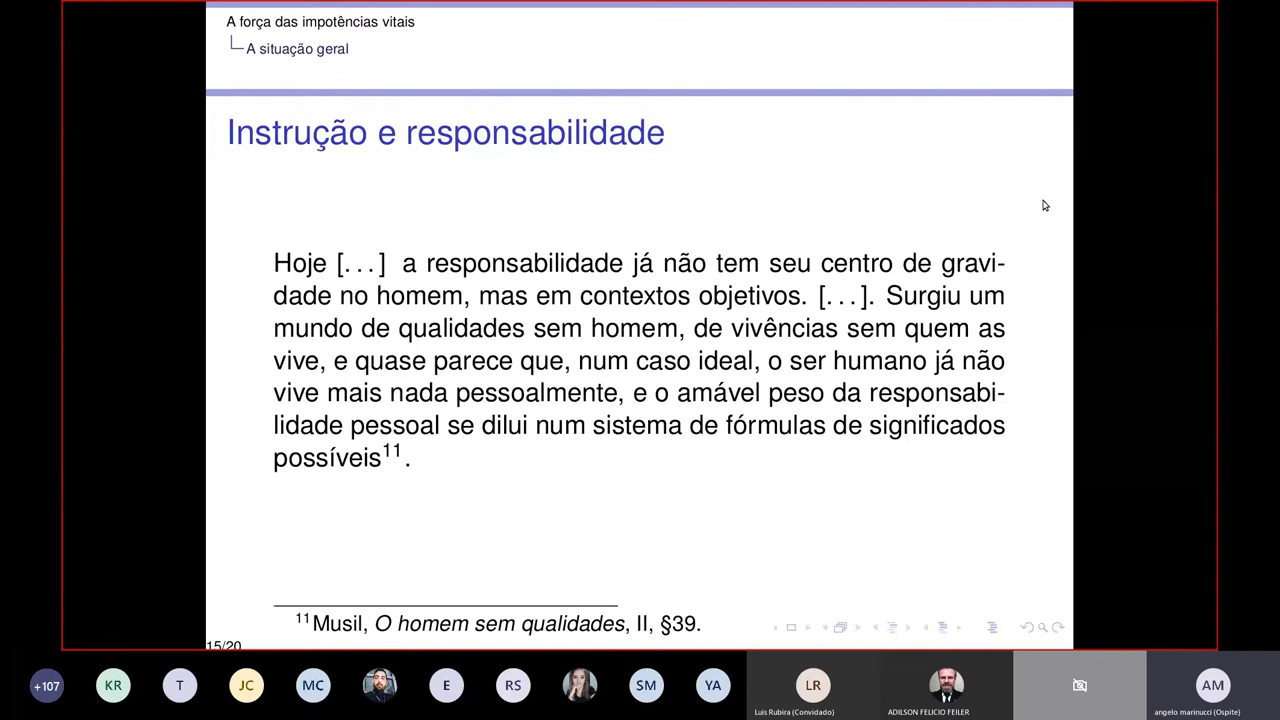 A força das impotências vitais
A situação geral
Instrução e responsabilidade
Hoje [. . . ] a responsabilidade já não tem seu centro de gravi-
dade no homem, mas em contextos objetivos. [. . . ]. Surgiu um
mundo de qualidades sem homem, de vivências sem quem as
vive, e quase parece que, num caso ideal, o ser humano já não
vive mais nada pessoalmente, e o amável peso da responsabi-
lidade pessoal se dilui num sistema de fórmulas de significados
possíveis11.
11Musil, O homem sem qualidades, II, §39.
15/20
+107 KR T JC MC E RS SM YA LR AM
Luis Rubira (Convidado) ADILSON FELICIO FEILER angelo marinucci (Ospite)